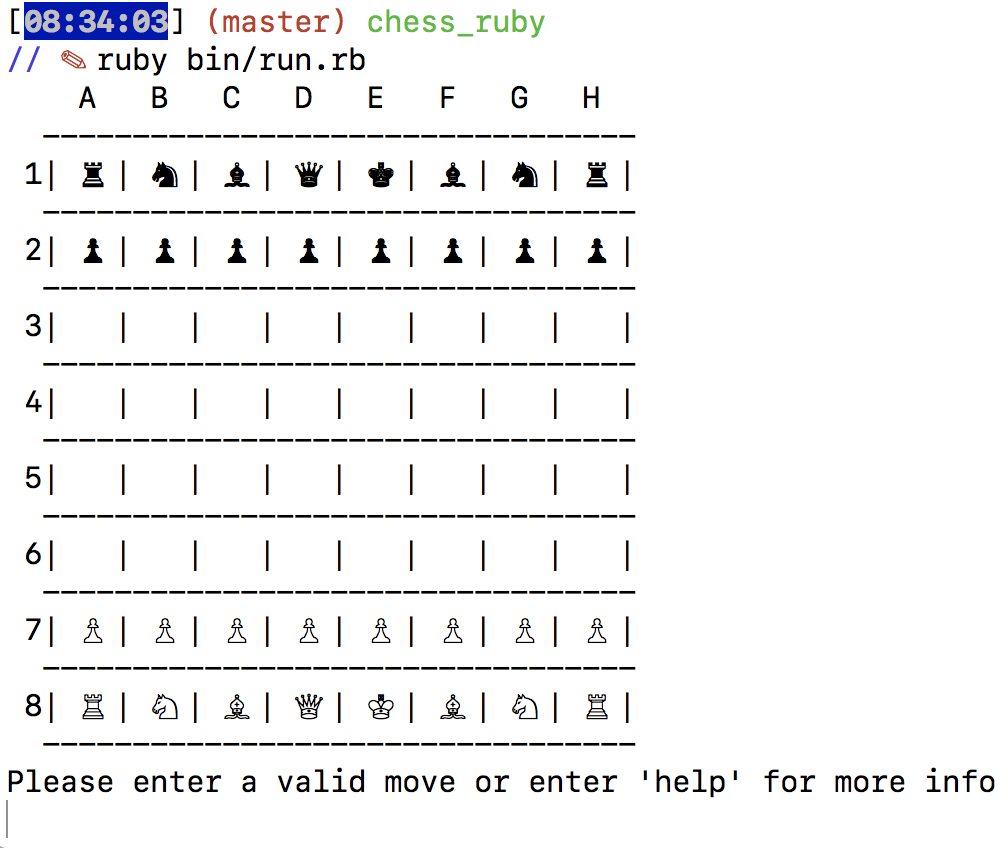 [08:34:03] (master) chess_ruby
// ✎ ruby bin/run.rb
    A   B   C   D   E   F   G   H
  ---------------------------------
 1| ♜ | ♞ | ♝ | ♛ | ♚ | ♝ | ♞ | ♜ |
  ---------------------------------
 2| ♟ | ♟ | ♟ | ♟ | ♟ | ♟ | ♟ | ♟ |
  ---------------------------------
 3|   |   |   |   |   |   |   |   |
  ---------------------------------
 4|   |   |   |   |   |   |   |   |
  ---------------------------------
 5|   |   |   |   |   |   |   |   |
  ---------------------------------
 6|   |   |   |   |   |   |   |   |
  ---------------------------------
 7| ♙ | ♙ | ♙ | ♙ | ♙ | ♙ | ♙ | ♙ |
  ---------------------------------
 8| ♖ | ♘ | ♗ | ♕ | ♔ | ♗ | ♘ | ♖ |
  ---------------------------------
Please enter a valid move or enter 'help' for more info